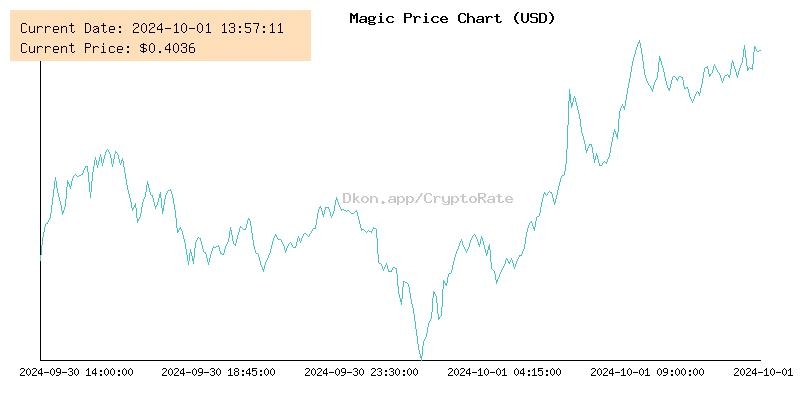 Magic Price Chart (USD)
Current Date: 2024-10-01 13:57:11
Current Price: $0.4036
Dkon.app/CryptoRate
2024-09-30 14:00:00 2024-09-30 18:45:00 2024-09-30 23:30:00 2024-10-01 04:15:00 2024-10-01 09:00:00 2024-10-01